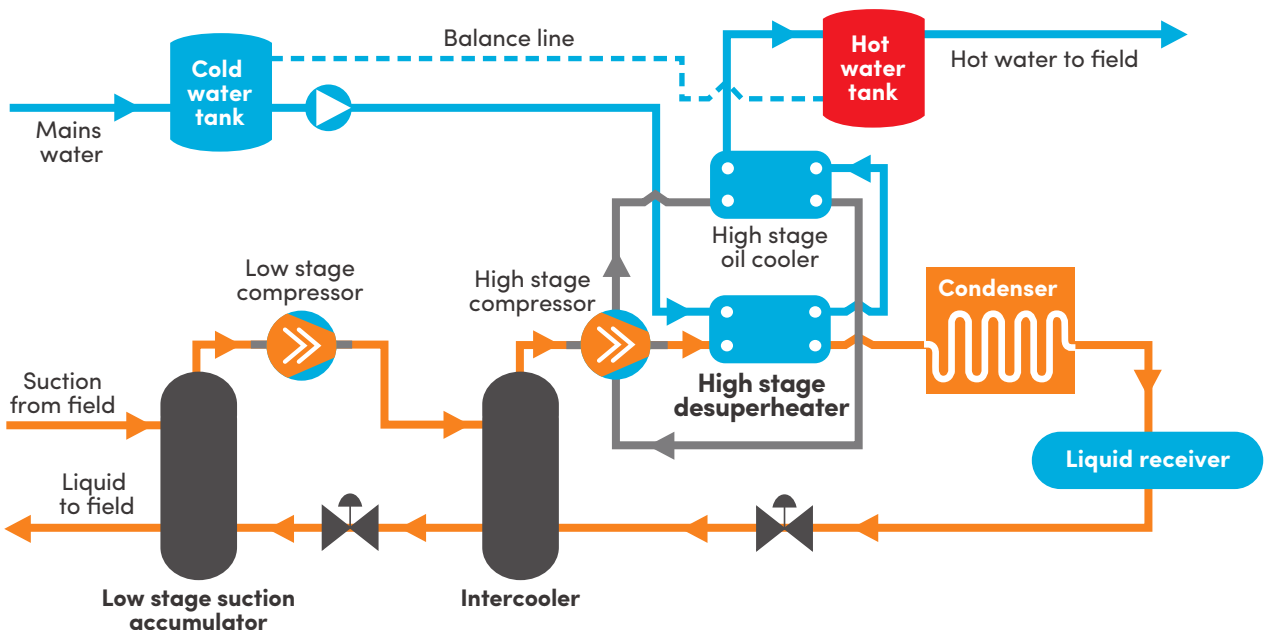 Balance line
Cold
water
tank
Hot
water
tank
Hot water to field
Mains
water
High stage
oil cooler
Low stage
compressor
High stage
compressor
Condenser
Suction
from field
High stage
desuperheater
Liquid receiver
Liquid
to field
Low stage suction
accumulator
Intercooler